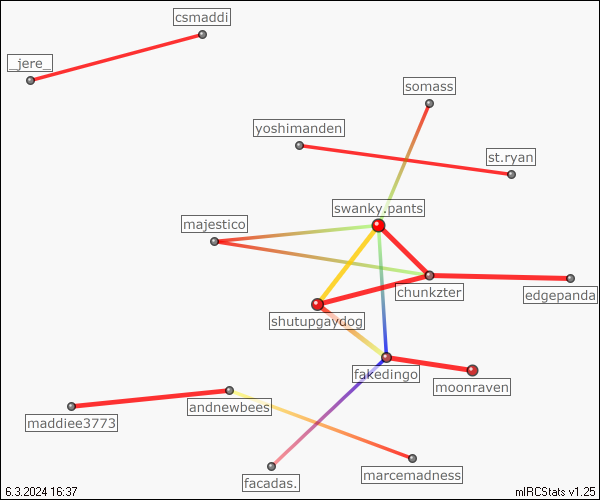 csmaddi
_jere_
somass
yoshimanden
st.ryan
swanky.pants
majestico
edgepanda
chunkzter
shutupgaydog
fakedingo
moonraven
andnewbees
maddiee3773
marcemadness
facadas.
6.3.2024 16:37
mIRCStats v1.25